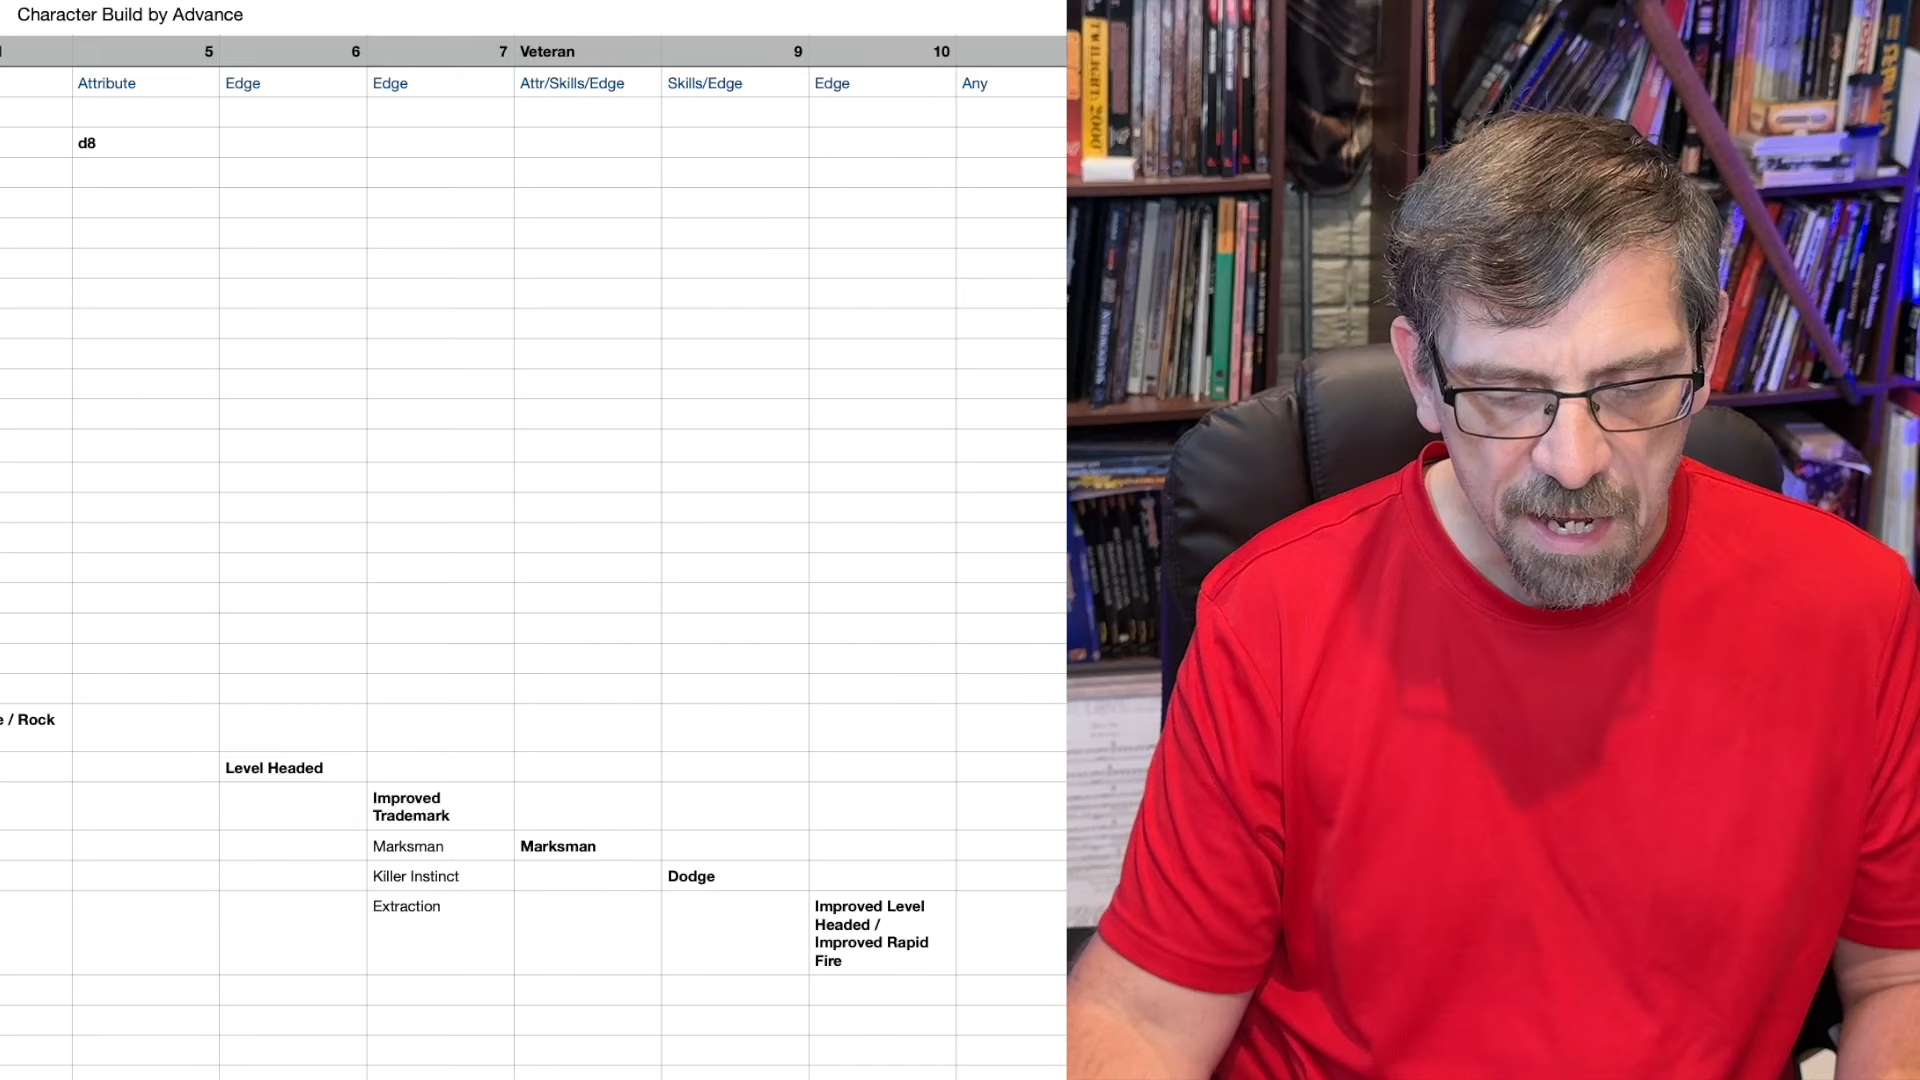 Character Build by Advance
5 6 7 Veteran 9 10
Attribute Edge Edge Attr/Skills/Edge Skills/Edge Edge Any
d8
/ Rock
Level Headed
Improved
Trademark
Marksman Marksman
Killer Instinct Dodge
Extraction Improved Level
Headed /
Improved Rapid
Fire
TWILIGHT:2000